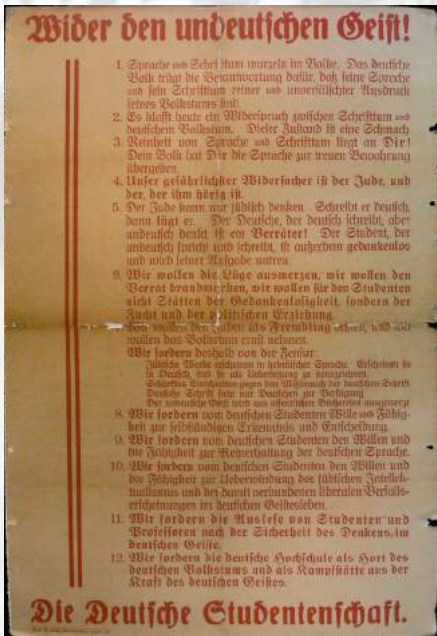 Wider den undeutschen Geist!
1. Sprache und Schrifttum wurzeln im Volke. Das deutsche
Volk trägt die Verantwortung dafür, daß seine Sprache
und sein Schrifttum reiner und unverfälschter Ausdruck
seines Volkstums sind.
2. Es klafft heute ein Widerspruch zwischen Schrifttum und
deutschem Volkstum. Dieser Zustand ist eine Schmach
3. Reinheit von Sprache und Schrifttum liegt an Dir!
Dein Volk hat Dir die Sprache zur treuen Bewahrung
übergeben.
4. Unser gefährlichster Widersacher ist der Jude, und
der, der ihm hörig ist.
5. Der Jude kann nur jüdisch denken. Schreibt er deutsch,
dann lügt er. Der Deutsche, der deutsch schreibt, aber
undeutsch denkt ist ein Verräter! Der Student, der
undeutsch spricht und schreibt, ist außerdem gedankenlos
und wird seiner Aufgabe untreu.
6. Wir wollen die Lüge ausmerzen, wir wollen den
Verrat brandmarken, wir wollen für den Studenten
nicht Stätten der Gedankenlosigkeit, sondern der
Zucht und der politischen Erziehung.
wollen den Juden als Fremdling achten, und wir
wollen das Volkstum ernst nehmen.
Wir fordern deshalb von der Zensur:
Jüdische Werke erscheinen in hebräischer Sprache. Erscheinen sie
in Deutsch, sind sie als Uebersetzung zu kennzeichnen.
Schärfstes Einschreiten gegen den Mißbrauch der deutschen Schrift.
Deutsche Schrift steht nur Deutschen zur Verfügung
Der undeutsche Geist wird aus öffentlichen Büchereien ausgemerzt
8. Wir fordern vom deutschen Studenten Wille und Fähig-
keit zur selbständigen Erkenntnis und Entscheidung.
9. Wir fordern vom deutschen Studenten den Willen und
die Fähigkeit zur Reinerhaltung der deutschen Sprache.
10. Wir fordern vom deutschen Studenten den Willen und
die Fähigkeit zur Ueberwindung des jüdischen Intellek-
tualismus und der damit verbundenen liberalen Verfalls-
erscheinungen im deutschen Geistesleben.
11. Wir fordern die Auslese von Studenten und
Professoren nach der Sicherheit des Denkens im
deutschen Geiste.
12. Wir fordern die deutsche Hochschule als Hort des
deutschen Volkstums und als Kampfstätte aus der
Kraft des deutschen Geistes.
Die Deutsche Studentenschaft.